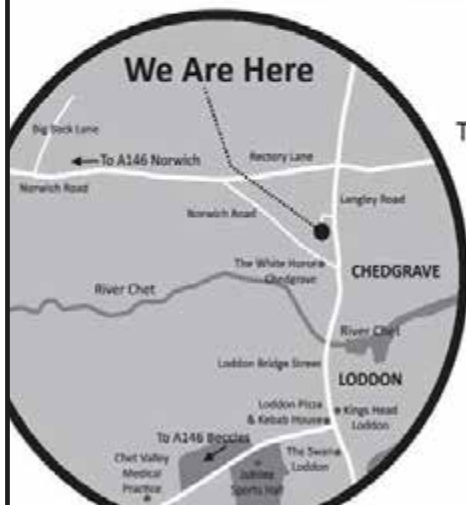 We Are Here
T
Big Back Lane
To A146 Norwich
Rectory Lane
Norwich Road
Langley Road
Norwich Road
The White Horse
Chedgrave
CHEDGRAVE
River Chet
River Chet
Loddon Bridge Street
LODDON
Loddon Pizza
& Kebab House
Kings Head
Loddon
To A146 Beccles
The Swan
Loddon
Chet Valley
Medical
Practice
Jubilee
Sports Hall